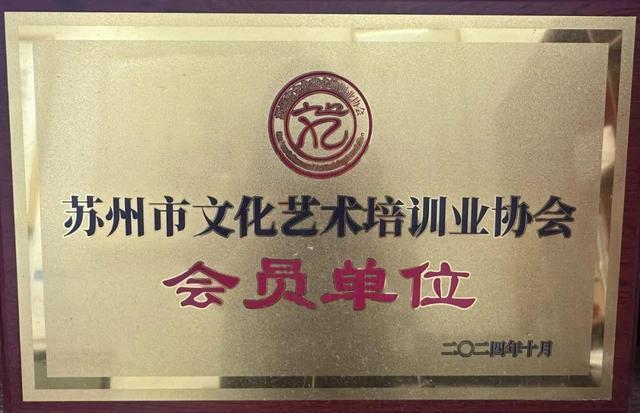 苏州市文化艺术培训业协会
会员单位
二〇二四年十月